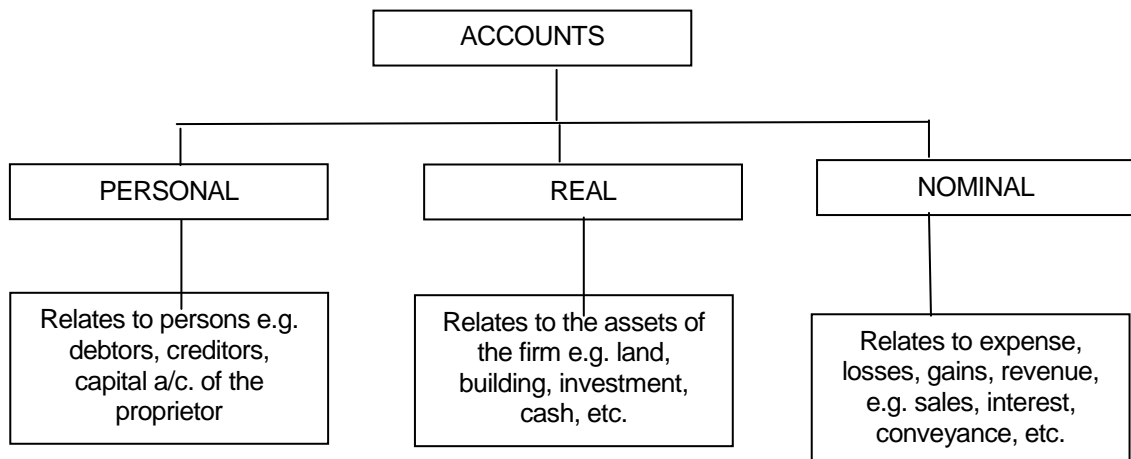 ACCOUNTS
PERSONAL
REAL
NOMINAL
Relates to persons e.g.
debtors, creditors,
capital a/c. of the
proprietor
Relates to the assets of
the firm e.g. land,
building, investment,
cash, etc.
Relates to expense,
losses, gains, revenue,
e.g. sales, interest,
conveyance, etc.